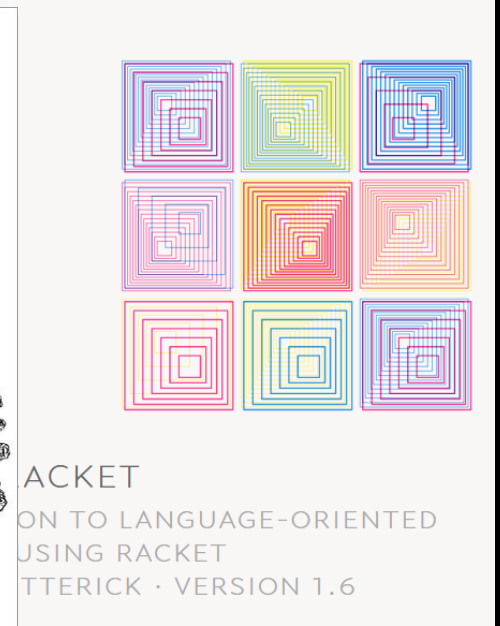 ACKET
ON TO LANGUAGE-ORIENTED
USING RACKET
TTERICK · VERSION 1.6